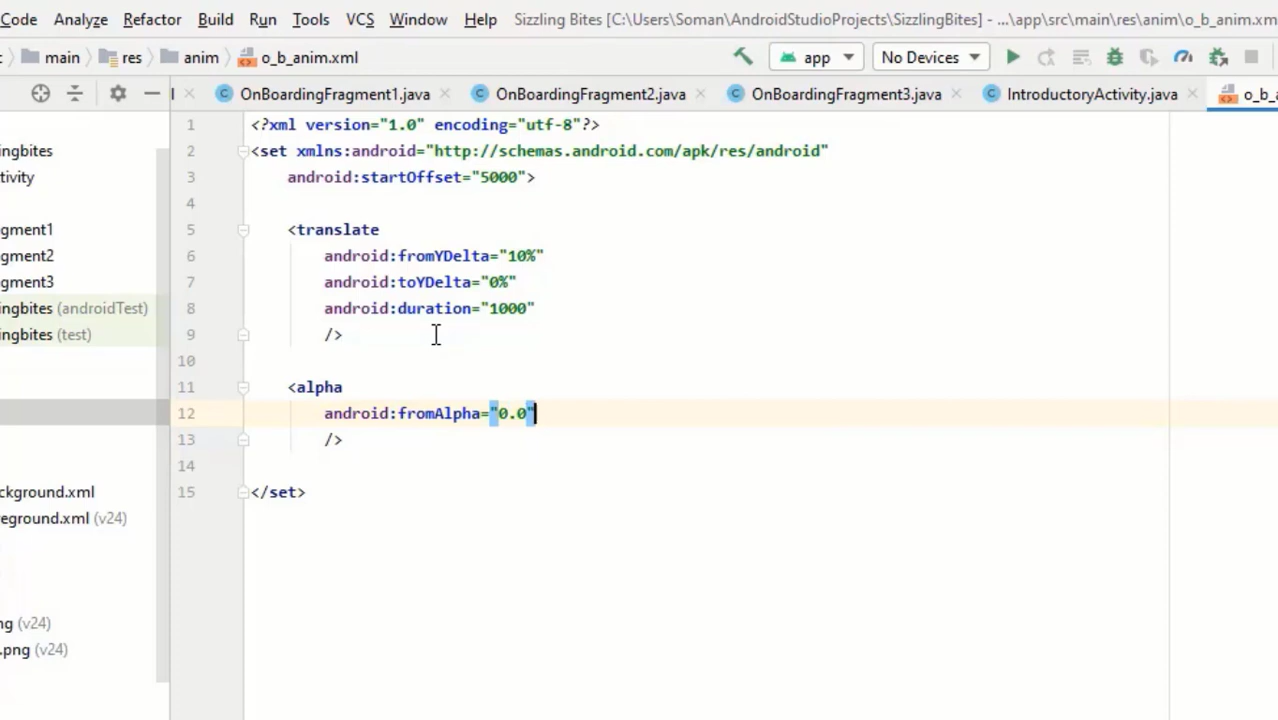 Code Analyze Refactor Build Run Tools VCS Window Help Sizzling Bites [C:\Users\Soman\AndroidStudioProjects\SizzlingBites] - ...\app\src\main\res\anim\o_b_anim.xm
main res anim o_b_anim.xml app No Devices
OnBoardingFragment1.java OnBoardingFragment2.java OnBoardingFragment3.java IntroductoryActivity.java o_b_a
1 <?xml version="1.0" encoding="utf-8"?>
ingbites
2 <set xmlns:android="http://schemas.android.com/apk/res/android"
tivity
3 android:startOffset="5000">
4
gment1
5 <translate
gment2
6 android:fromYDelta="10%"
gment3
7 android:toYDelta="0%"
ingbites (androidTest)
8 android:duration="1000"
ingbites (test)
9 />
10
11 <alpha
12 android:fromAlpha="0.0"
13 />
14
ckground.xml
15 </set>
eground.xml (v24)
ng (v24)
.png (v24)